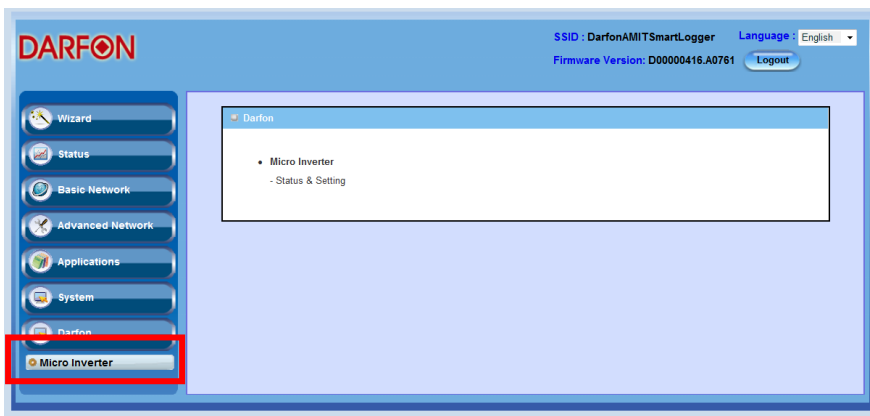 DARFON
SSID : DarfonAMITSmartLogger
Language : English
Firmware Version: D00000416.A0761
Logout
Wizard
Status
Basic Network
Advanced Network
Applications
System
Darfon
Micro Inverter
Darfon
• Micro Inverter
- Status & Setting